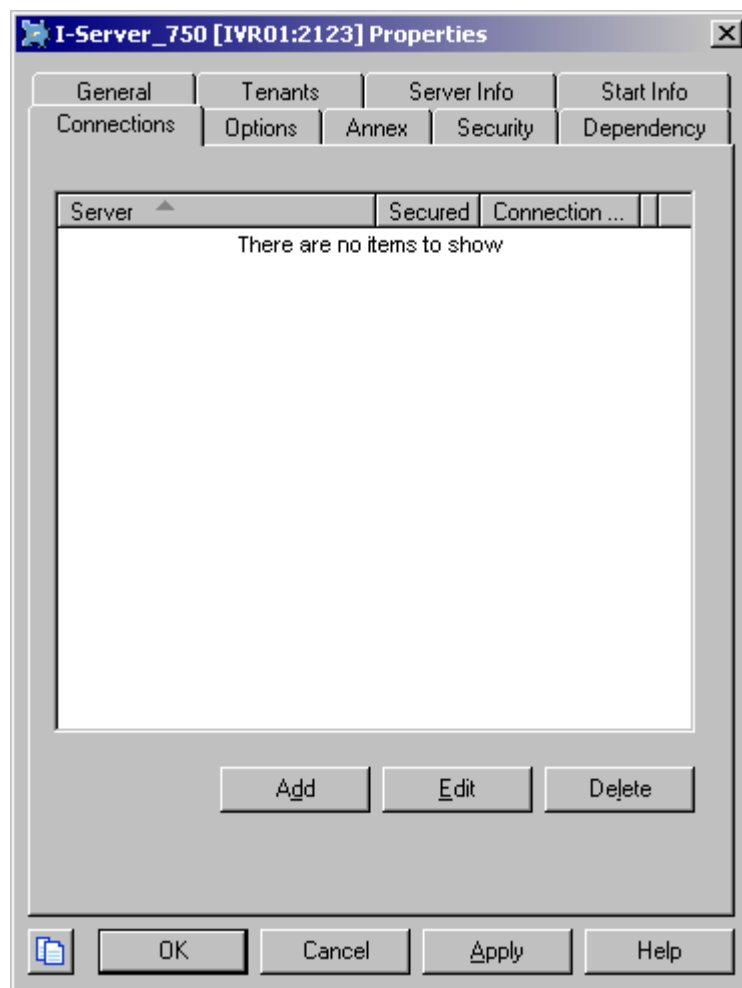 I-Server_750 [IVR01:2123] Properties
General Tenants Server Info Start Info
Connections Options Annex Security Dependency
Server Secured Connection ...
There are no items to show
Add Edit Delete
OK Cancel Apply Help